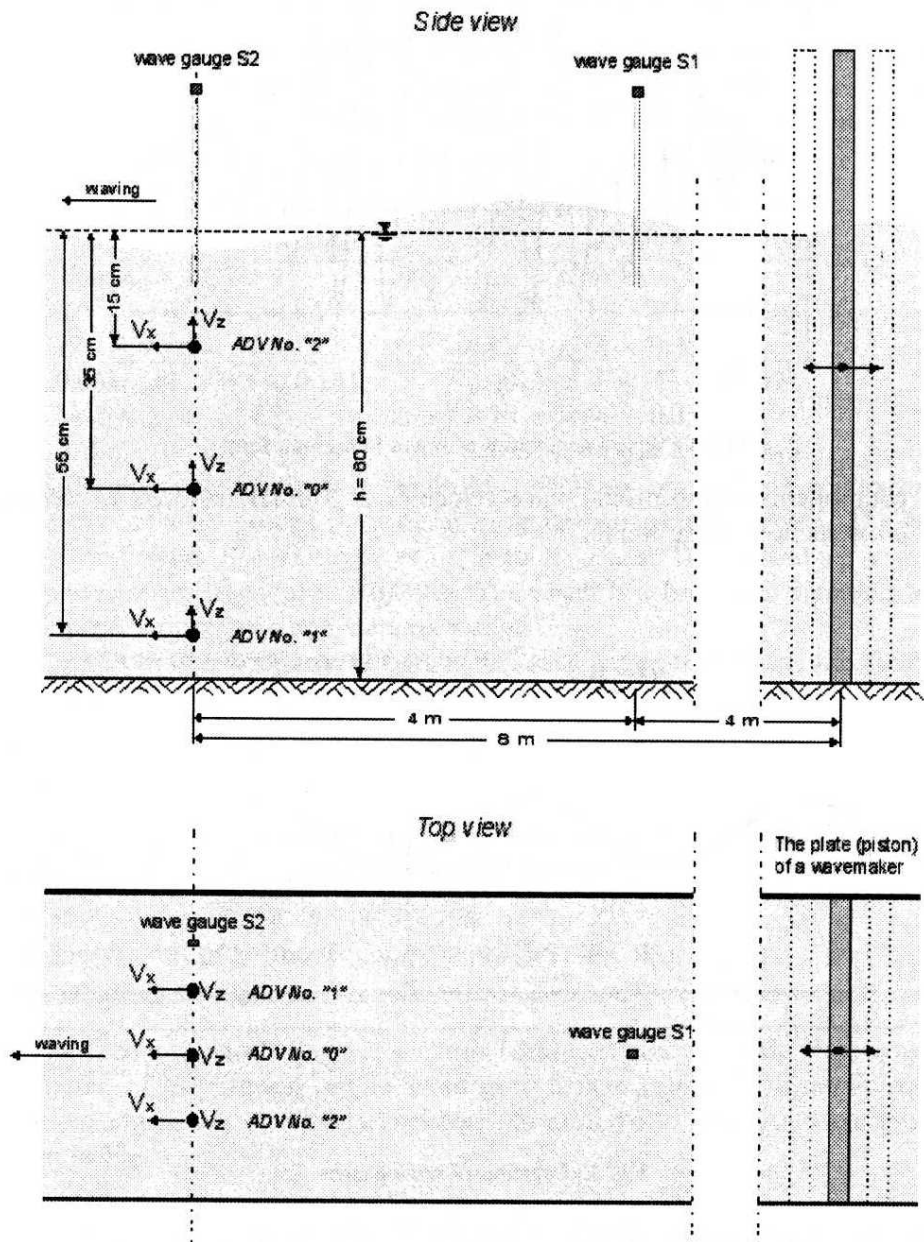 Side view
wave gauge S2
wave gauge S1
waving
15 cm
35 cm
55 cm
h = 60 cm
Vx
Vz
ADV No. "2"
Vx
Vz
ADV No. "0"
Vx
Vz
ADV No. "1"
4 m
4 m
8 m
Top view
The plate (piston)
of a wavemaker
wave gauge S2
Vx
Vz
ADV No. "1"
waving
Vx
Vz
ADV No. "0"
wave gauge S1
Vx
Vz
ADV No. "2"